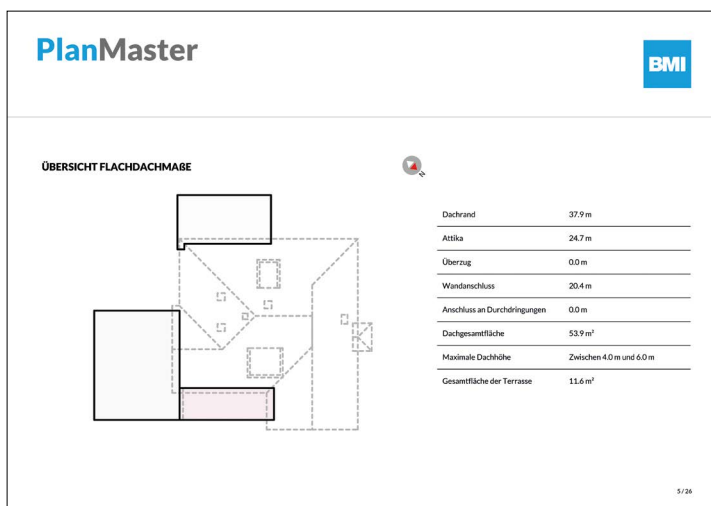 PlanMaster
BMI
ÜBERSICHT FLACHDACHMAßE
N
Dachrand 37.9 m
Attika 24.7 m
Überzug 0.0 m
Wandanschluss 20.4 m
Anschluss an Durchdringungen 0.0 m
Dachgesamtfläche 53.9 m²
Maximale Dachhöhe Zwischen 4.0 m und 6.0 m
Gesamtfläche der Terrasse 11.6 m²
5 / 26